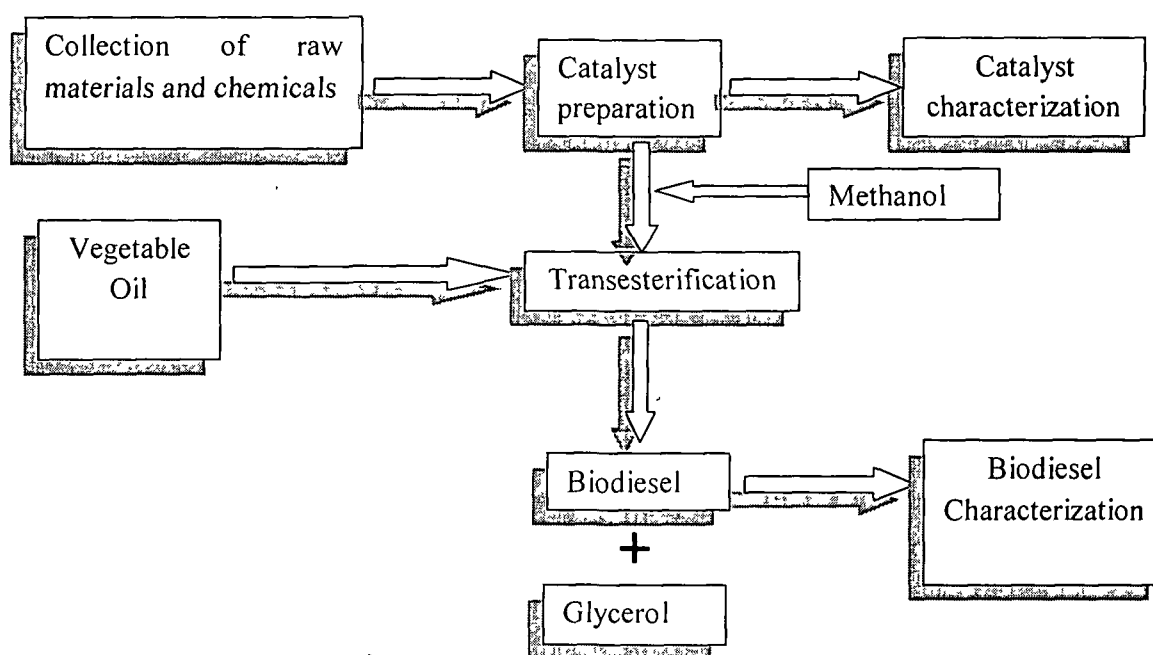 Collection of raw
materials and chemicals
Catalyst
preparation
Catalyst
characterization
Methanol
Vegetable
Oil
Transesterification
Biodiesel
Biodiesel
Characterization
+
Glycerol